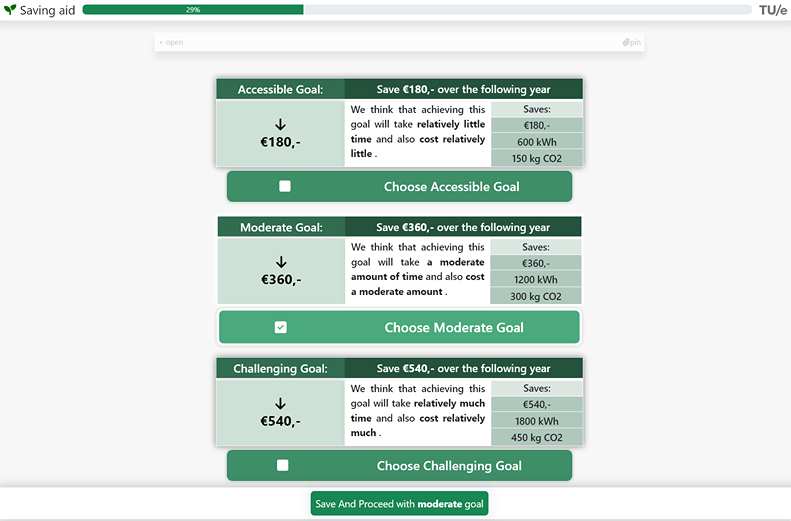 Saving aid
29%
TU/e
+ open
pin
Accessible Goal:
Save €180,- over the following year
€180,-
We think that achieving this
goal will take relatively little
time and also cost relatively
little .
Saves:
€180,-
600 kWh
150 kg CO2
Choose Accessible Goal
Moderate Goal:
Save €360,- over the following year
€360,-
We think that achieving this
goal will take a moderate
amount of time and also cost
a moderate amount .
Saves:
€360,-
1200 kWh
300 kg CO2
Choose Moderate Goal
Challenging Goal:
Save €540,- over the following year
€540,-
We think that achieving this
goal will take relatively much
time and also cost relatively
much .
Saves:
€540,-
1800 kWh
450 kg CO2
Choose Challenging Goal
Save And Proceed with moderate goal